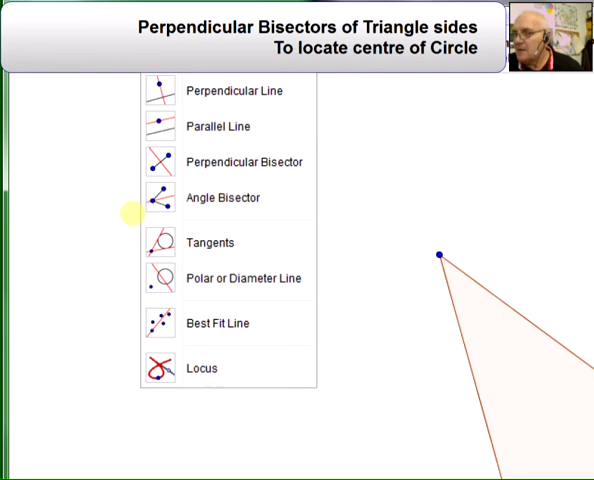 Perpendicular Bisectors of Triangle sides
To locate centre of Circle
Perpendicular Line
Parallel Line
Perpendicular Bisector
Angle Bisector
Tangents
Polar or Diameter Line
Best Fit Line
Locus